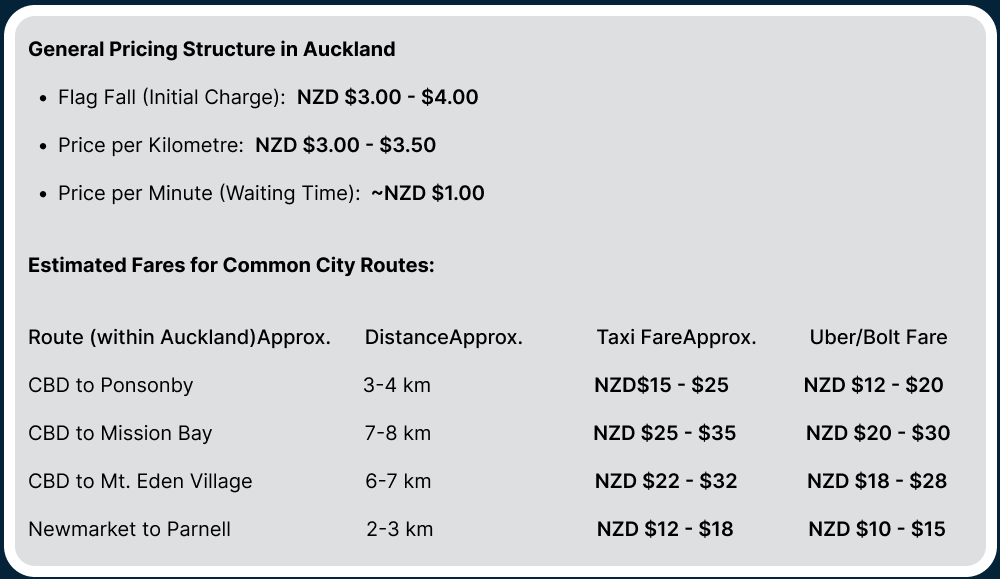 General Pricing Structure in Auckland
• Flag Fall (Initial Charge): NZD $3.00 - $4.00
• Price per Kilometre: NZD $3.00 - $3.50
• Price per Minute (Waiting Time): ~NZD $1.00
Estimated Fares for Common City Routes:
Route (within Auckland)Approx. DistanceApprox. Taxi FareApprox. Uber/Bolt Fare
CBD to Ponsonby 3-4 km NZD$15 - $25 NZD $12 - $20
CBD to Mission Bay 7-8 km NZD $25 - $35 NZD $20 - $30
CBD to Mt. Eden Village 6-7 km NZD $22 - $32 NZD $18 - $28
Newmarket to Parnell 2-3 km NZD $12 - $18 NZD $10 - $15